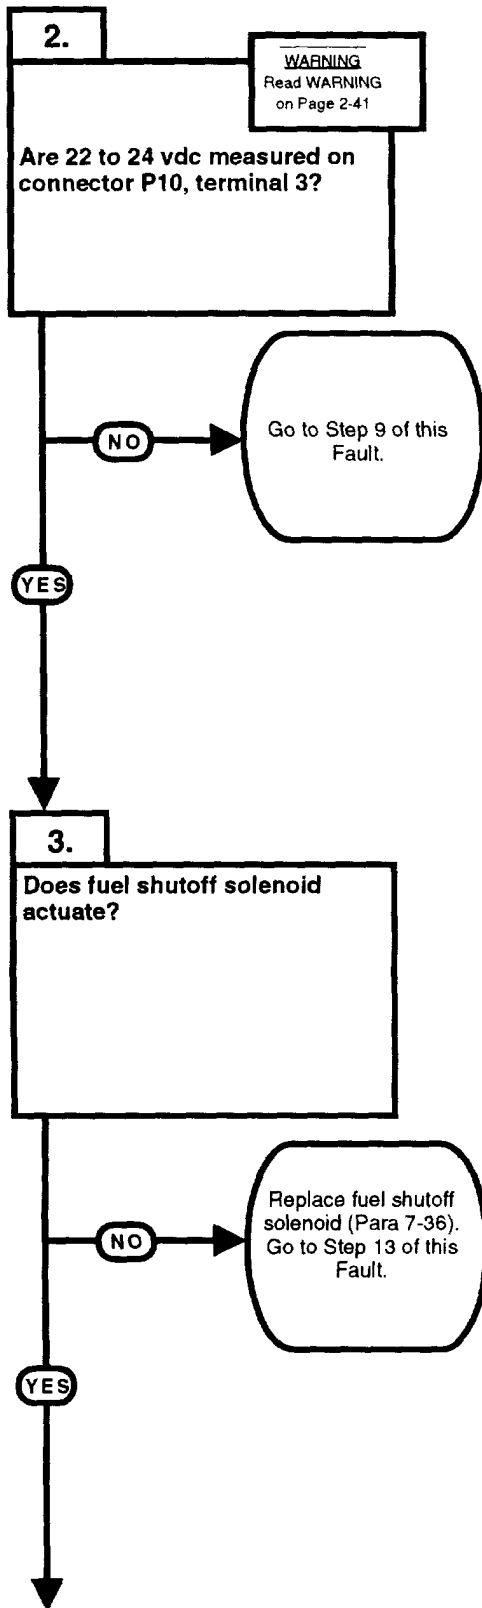 2.
WARNING
Read WARNING
on Page 2-41
Are 22 to 24 vdc measured on
connector P10, terminal 3?
NO
Go to Step 9 of this
Fault.
YES
3.
Does fuel shutoff solenoid
actuate?
NO
Replace fuel shutoff
solenoid (Para 7-36).
Go to Step 13 of this
Fault.
YES